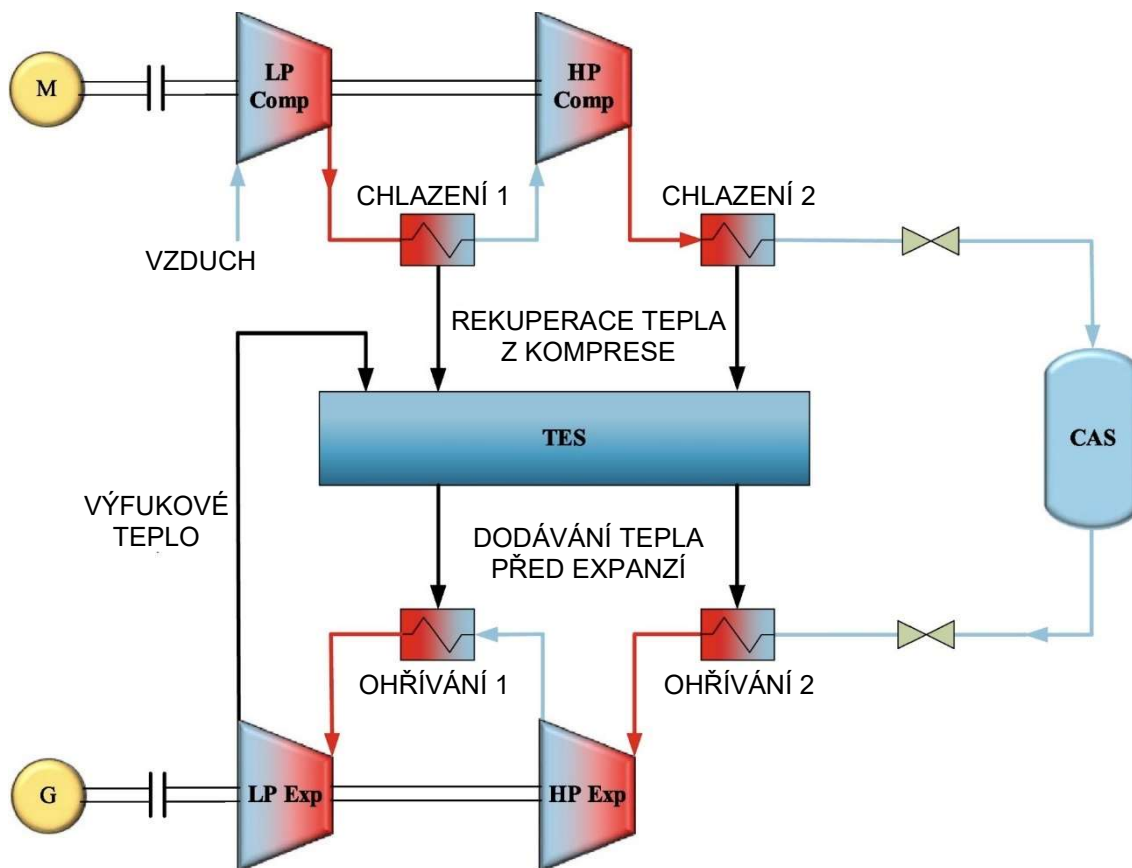 M
LP
Comp
HP
Comp
CHLAZENÍ 1
CHLAZENÍ 2
VZDUCH
REKUPERACE TEPLA
Z KOMPRESE
TES
CAS
VÝFUKOVÉ
TEPLO
DODÁVÁNÍ TEPLA
PŘED EXPANZÍ
OHŘÍVÁNÍ 1
OHŘÍVÁNÍ 2
G
LP Exp
HP Exp